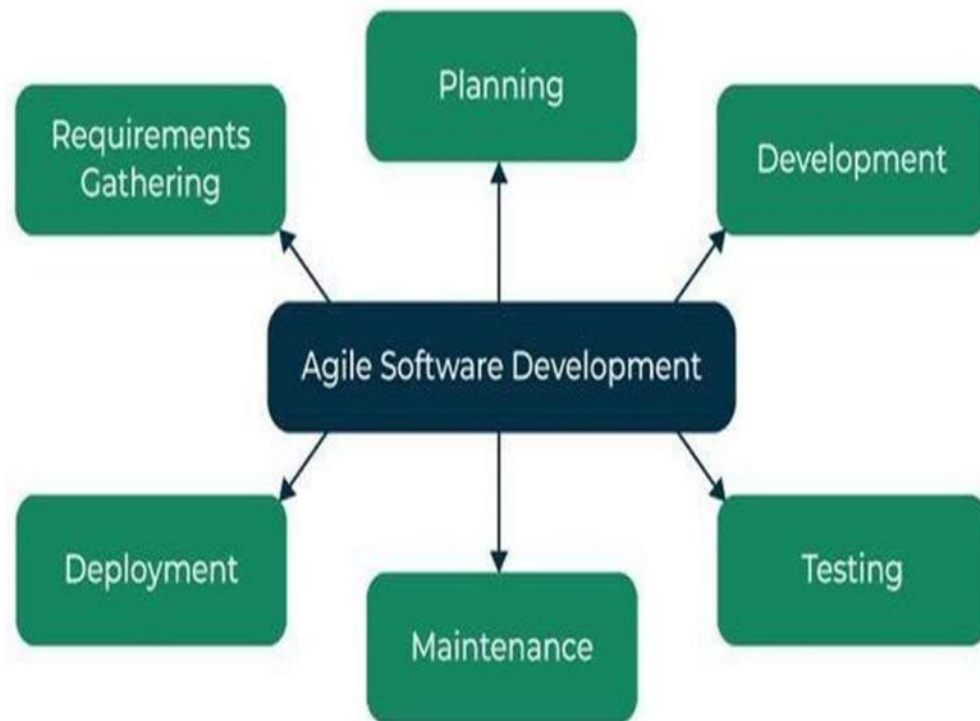 Planning
Requirements
Gathering
Development
Agile Software Development
Deployment
Testing
Maintenance